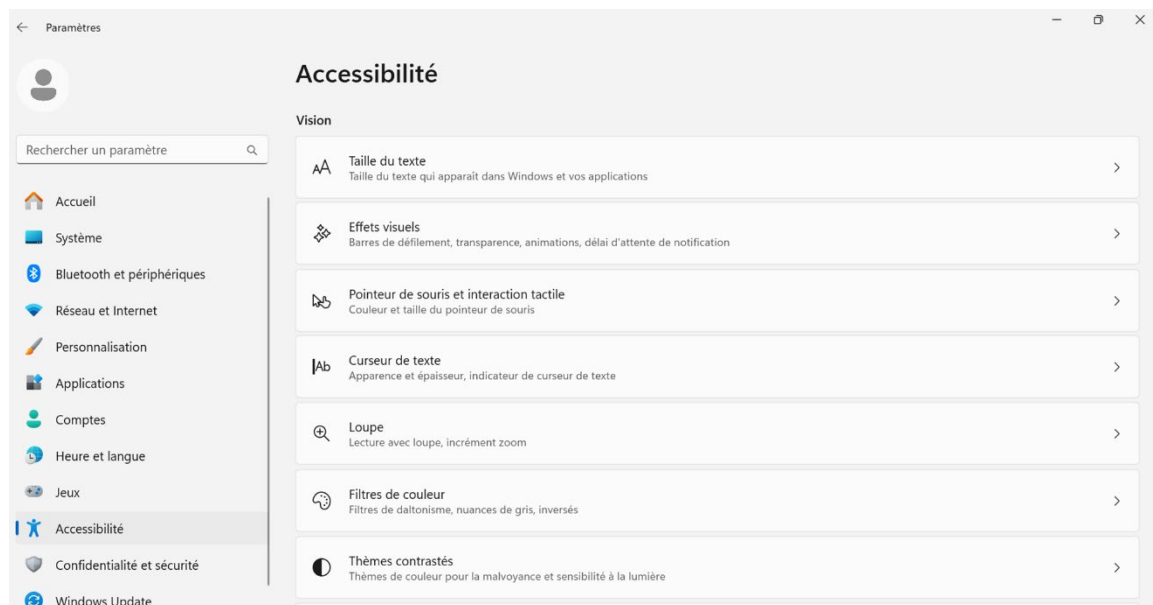 Paramètres
Rechercher un paramètre
Accueil
Système
Bluetooth et périphériques
Réseau et Internet
Personnalisation
Applications
Comptes
Heure et langue
Jeux
Accessibilité
Confidentialité et sécurité
Windows Update
Accessibilité
Vision
Taille du texte
Taille du texte qui apparaît dans Windows et vos applications
Effets visuels
Barres de défilement, transparence, animations, délai d'attente de notification
Pointeur de souris et interaction tactile
Couleur et taille du pointeur de souris
Ab
Curseur de texte
Apparence et épaisseur, indicateur de curseur de texte
Loupe
Lecture avec loupe, incrément zoom
Filtres de couleur
Filtres de daltonisme, nuances de gris, inversés
Thèmes contrastés
Thèmes de couleur pour la malvoyance et sensibilité à la lumière